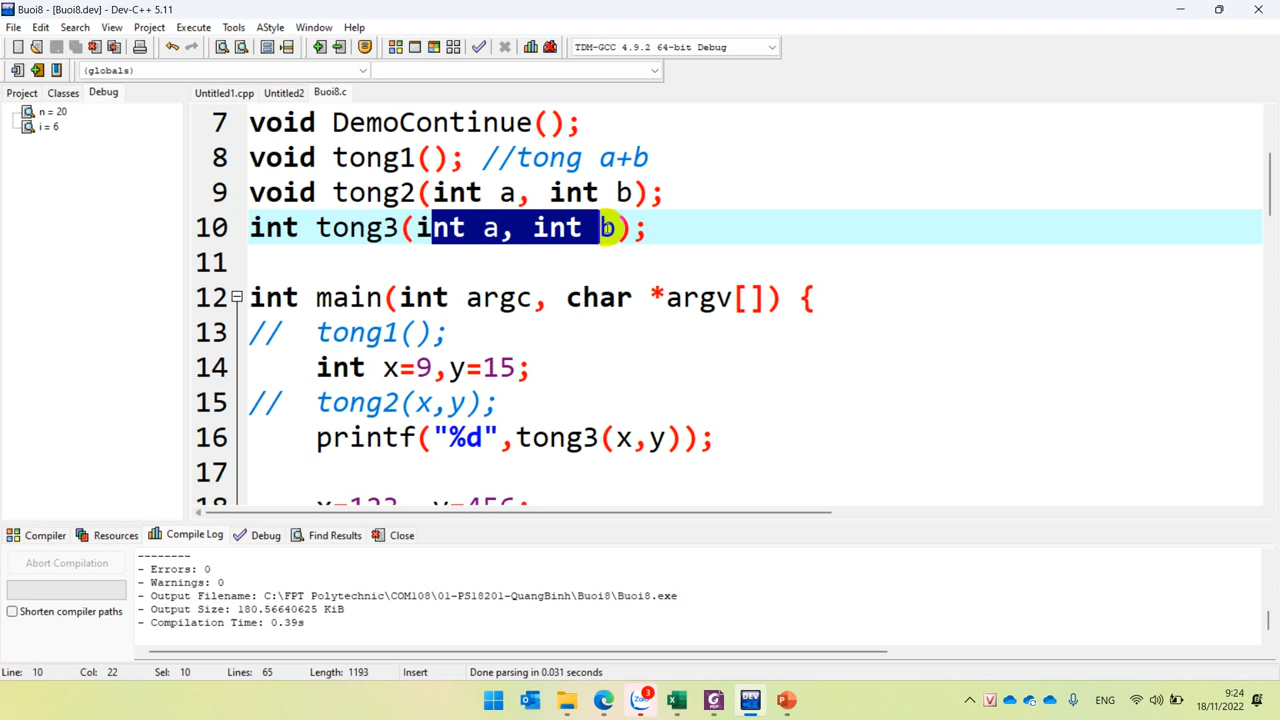 Buoi8 - [Buoi8.dev] - Dev-C++ 5.11
File Edit Search View Project Execute Tools AStyle Window Help
TDM-GCC 4.9.2 64-bit Debug
(globals)
Project Classes Debug
Untitled1.cpp Untitled2 Buoi8.c
n = 20
i = 6
7 void DemoContinue();
8 void tong1(); //tong a+b
9 void tong2(int a, int b);
10 int tong3(int a, int b);
11
12 int main(int argc, char *argv[]) {
13 // tong1();
14 int x=9,y=15;
15 // tong2(x,y);
16 printf("%d",tong3(x,y));
17
18 x=123, y=456;
Compiler Resources Compile Log Debug Find Results Close
Abort Compilation
Shorten compiler paths
--------
- Errors: 0
- Warnings: 0
- Output Filename: C:\FPT Polytechnic\COM108\01-PS18201-QuangBinh\Buoi8\Buoi8.exe
- Output Size: 180.56640625 KiB
- Compilation Time: 0.39s
Line: 10 Col: 22 Sel: 10 Lines: 65 Length: 1193 Insert Done parsing in 0.031 seconds
Zalo 3
DEV
ENG
9:24
18/11/2022